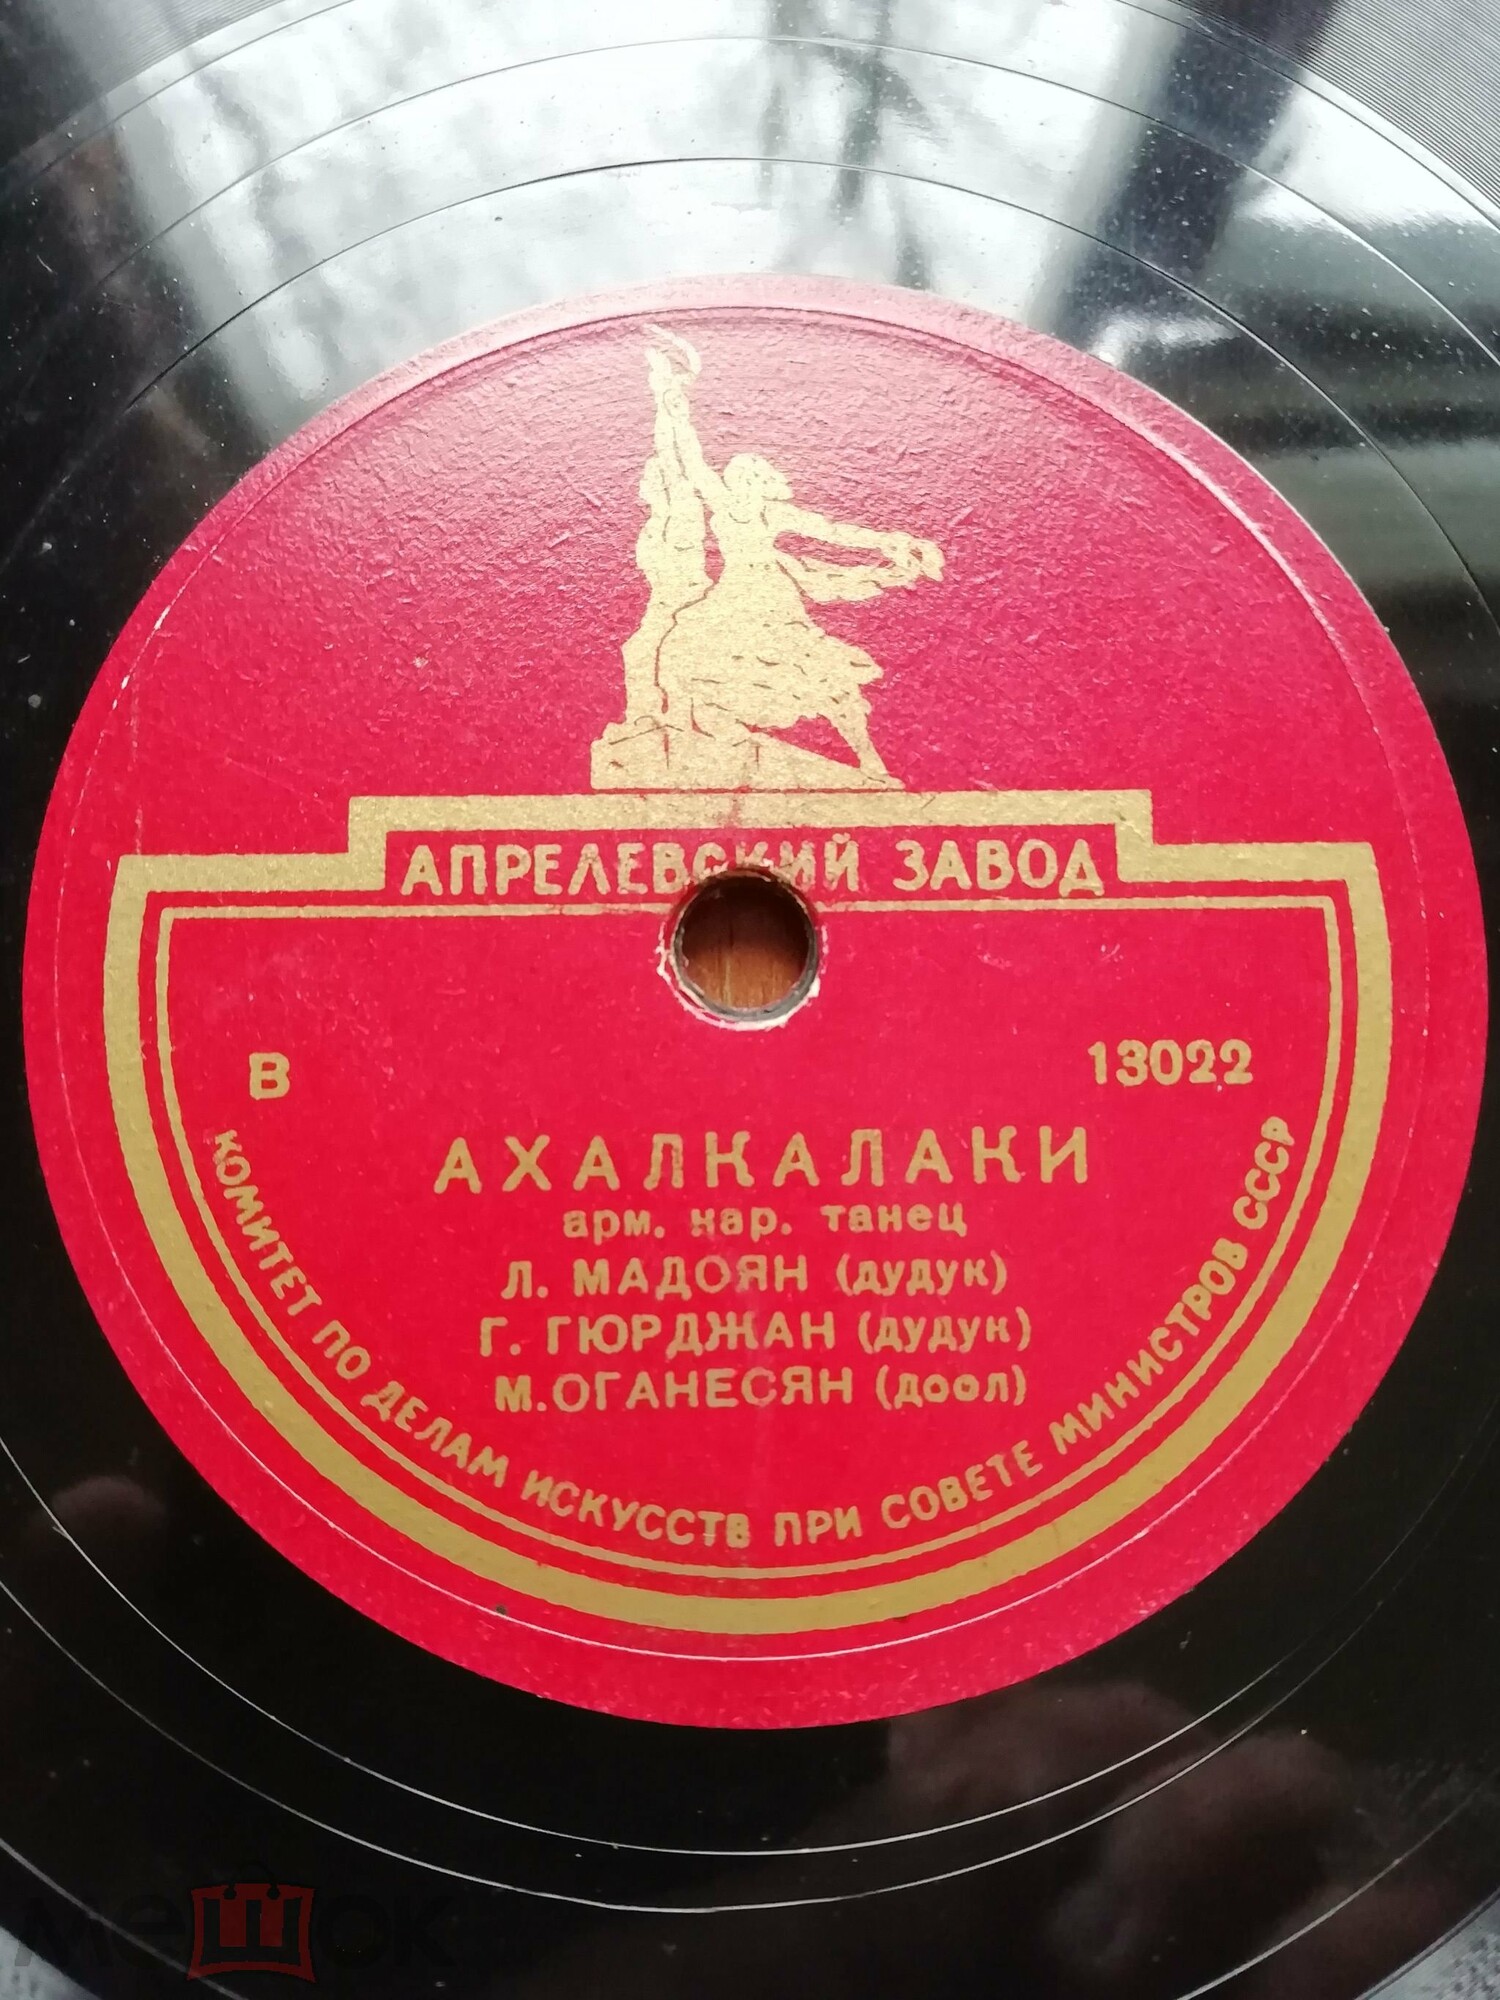 АПРЕЛЕВСКИЙ ЗАВОД
В 13022
АХАЛКАЛАКИ
арм. нар. танец
Л. МАДОЯН (дудук)
Г. ГЮРДЖАН (дудук)
М.ОГАНЕСЯН (доол)
КОМИТЕТ ПО ДЕЛАМ ИСКУССТВ ПРИ СОВЕТЕ МИНИСТРОВ СССР
мешок